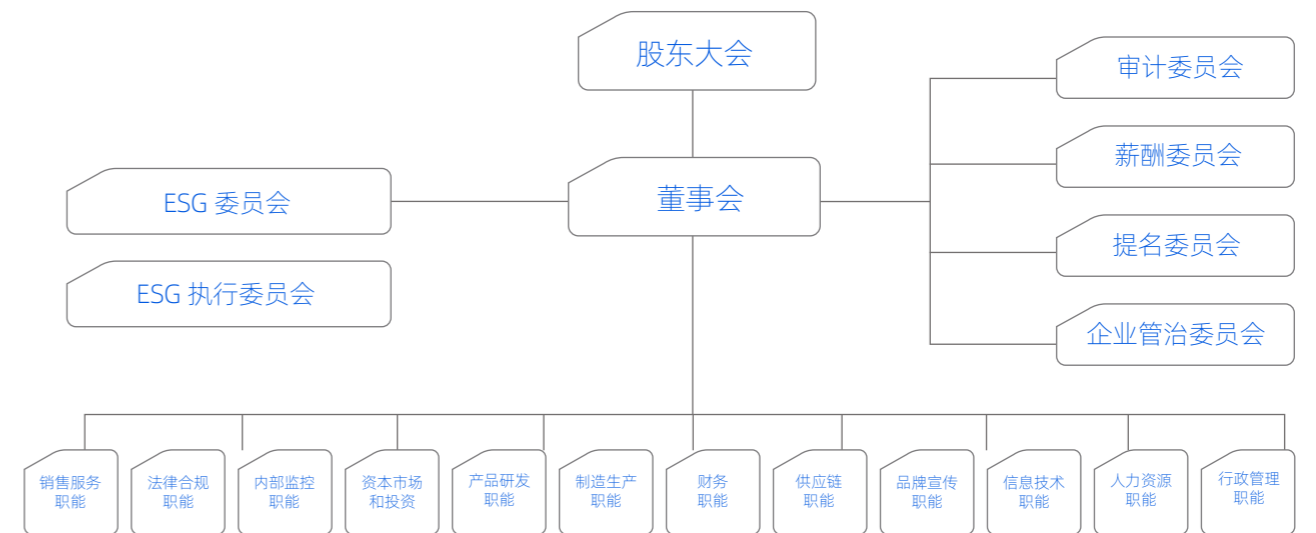 股东大会
审计委员会
薪酬委员会
ESG 委员会
董事会
提名委员会
ESG 执行委员会
企业管治委员会
销售服务
职能
法律合规
职能
内部监控
职能
资本市场
和投资
产品研发
职能
制造生产
职能
财务
职能
供应链
职能
品牌宣传
职能
信息技术
职能
人力资源
职能
行政管理
职能